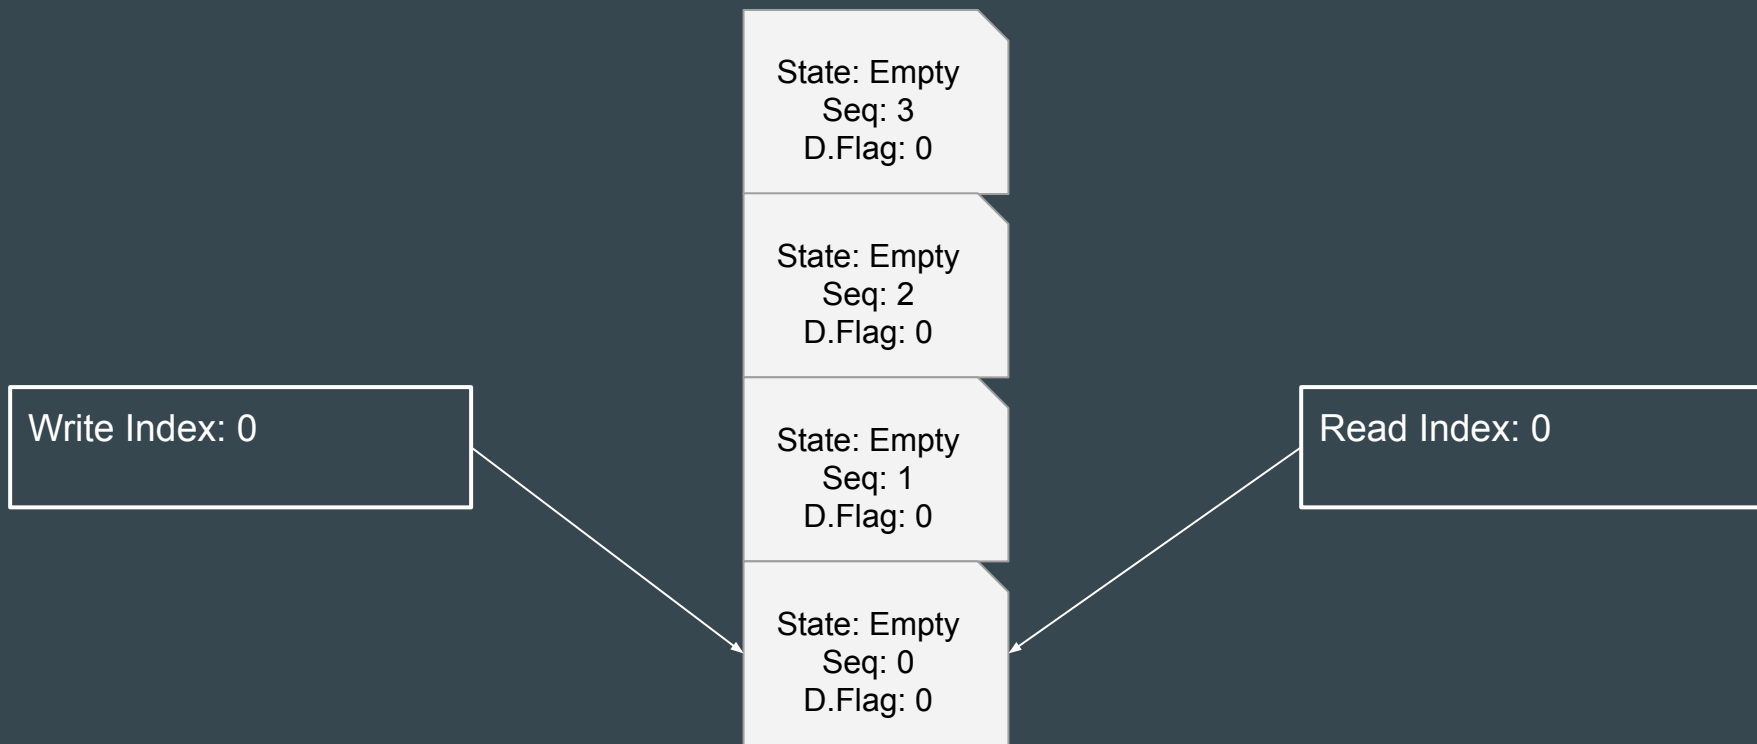 State: Empty
Seq: 3
D.Flag: 0
State: Empty
Seq: 2
D.Flag: 0
Write Index: 0
State: Empty
Seq: 1
D.Flag: 0
Read Index: 0
State: Empty
Seq: 0
D.Flag: 0